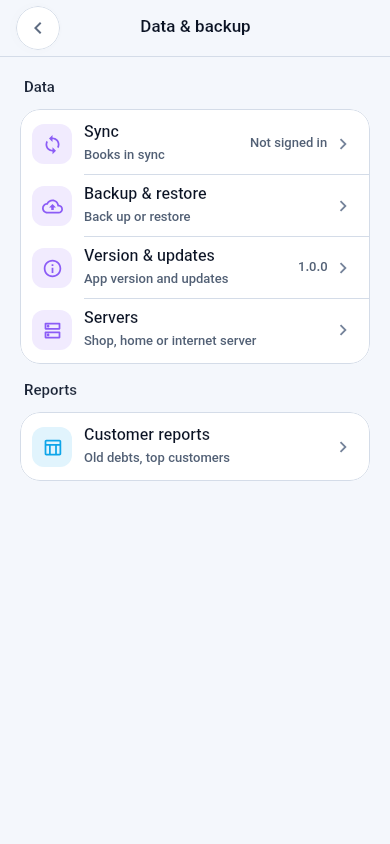 Data & backup
Data
Sync
Books in sync
Not signed in
Backup & restore
Back up or restore
Version & updates
App version and updates
1.0.0
Servers
Shop, home or internet server
Reports
Customer reports
Old debts, top customers